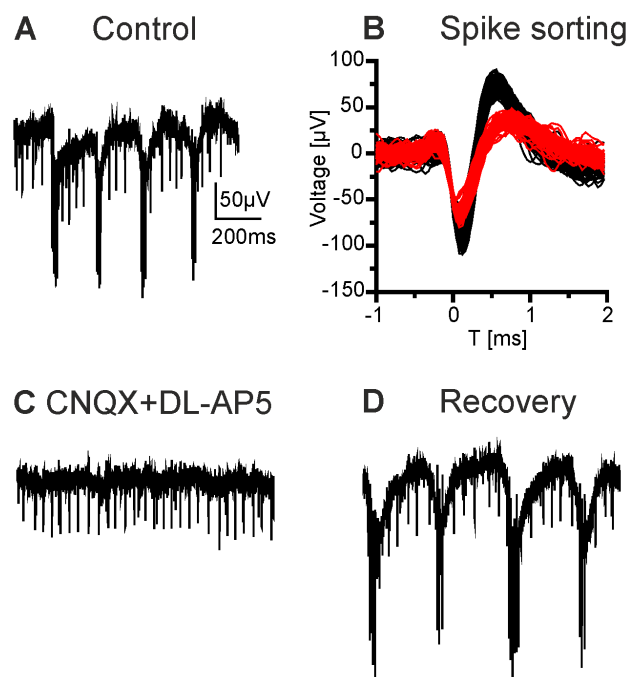 A Control
B Spike sorting
50µV
200ms
Voltage [µV]
100
50
0
-50
-100
-150
-1 0 1 2
T [ms]
C CNQX+DL-AP5
D Recovery